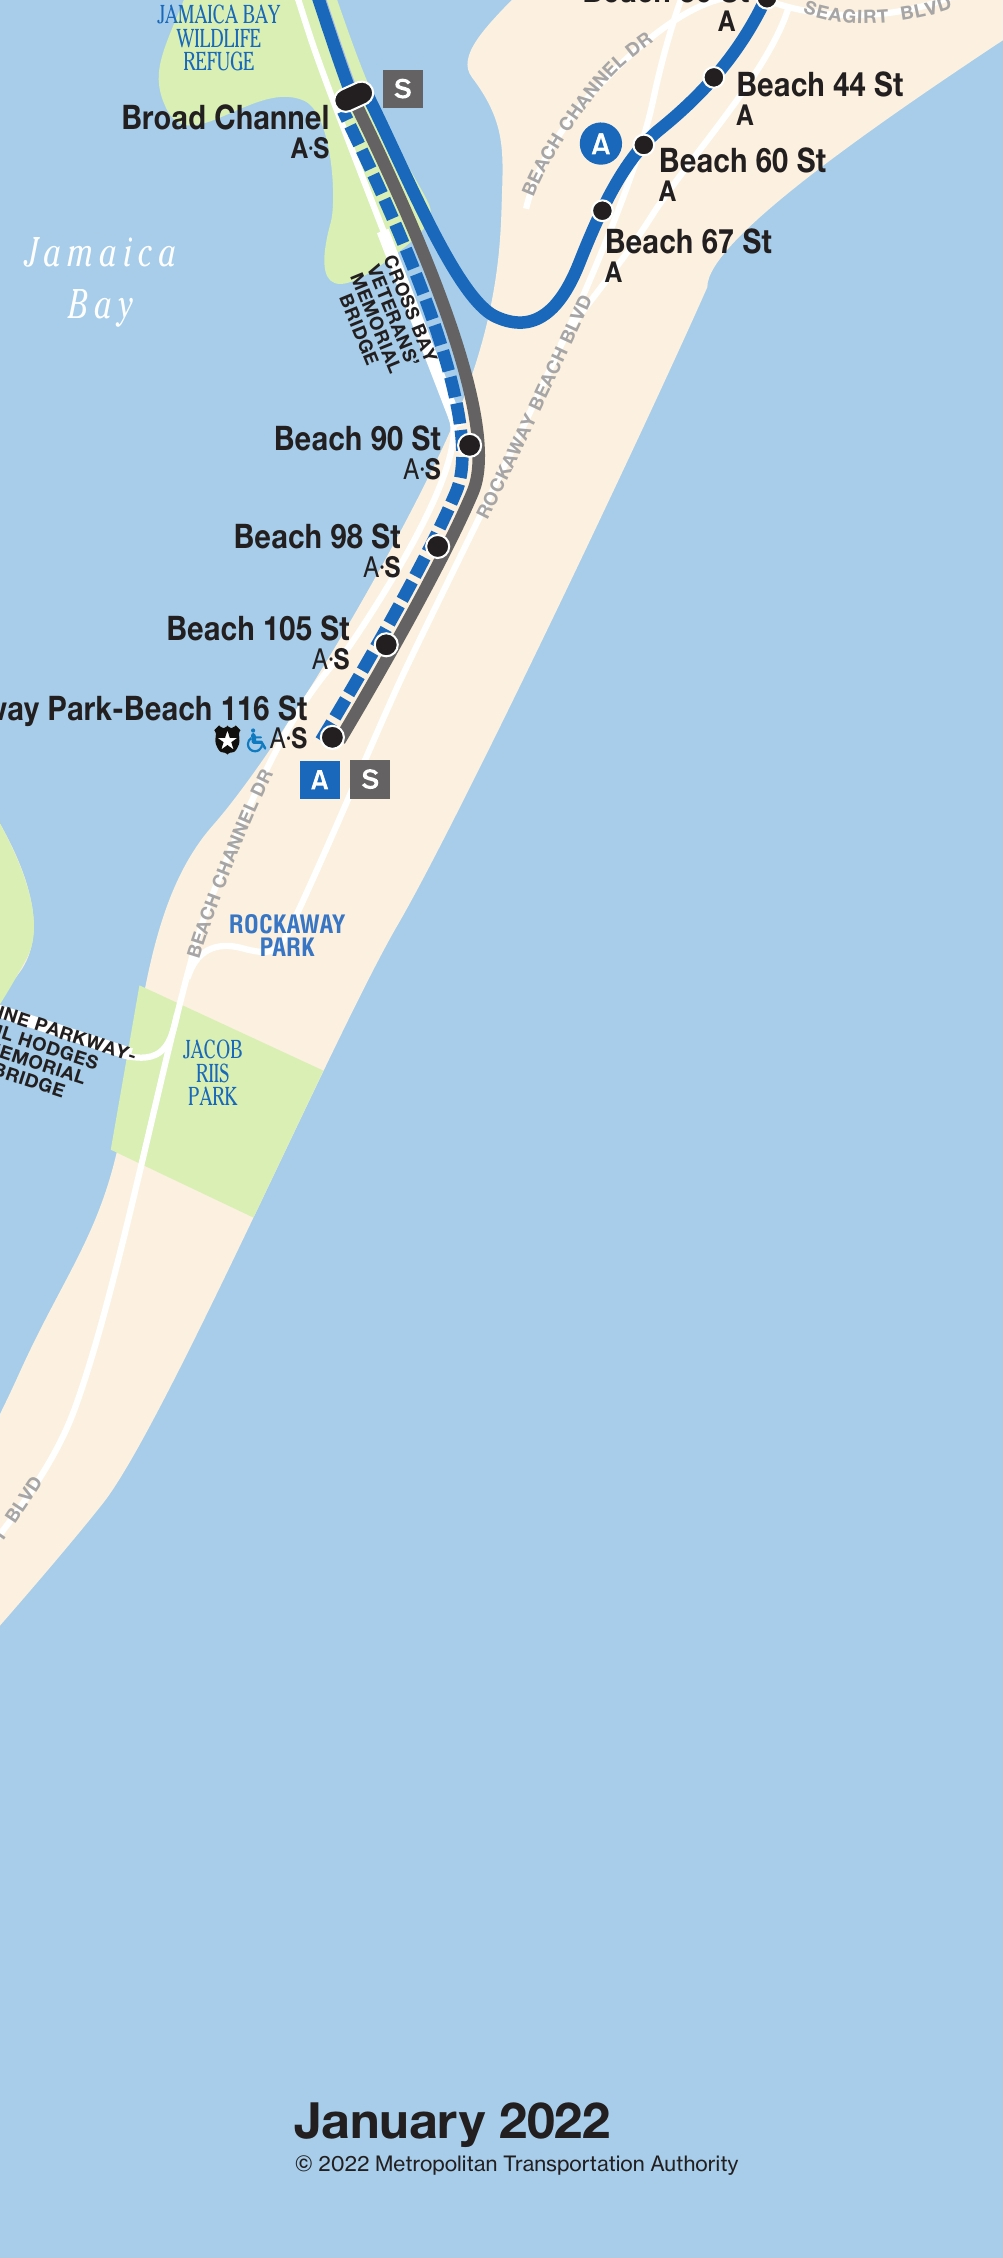 JAMAICA BAY
WILDLIFE
REFUGE
SEAGIRT BLVD
A
BEACH CHANNEL DR
S
Beach 44 St
A
Broad Channel
A·S
A
Beach 60 St
A
Beach 67 St
A
Jamaica
Bay
CROSS BAY
VETERANS'
MEMORIAL
BRIDGE
ROCKAWAY BEACH BLVD
Beach 90 St
A·S
Beach 98 St
A·S
Beach 105 St
A·S
Park-Beach 116 St
A·S
A S
BEACH CHANNEL DR
ROCKAWAY
PARK
PARKWAY-
HODGES
BRIDGE
JACOB
RIIS
PARK
BLVD
January 2022
© 2022 Metropolitan Transportation Authority